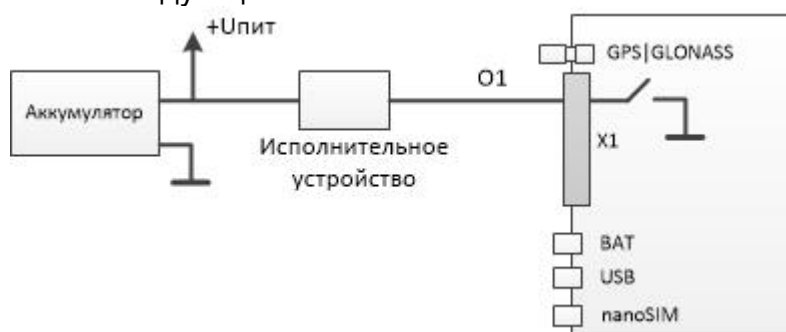 +Uпит
GPS|GLONASS
O1
Аккумулятор
X1
Исполнительное
устройство
BAT
USB
nanoSIM